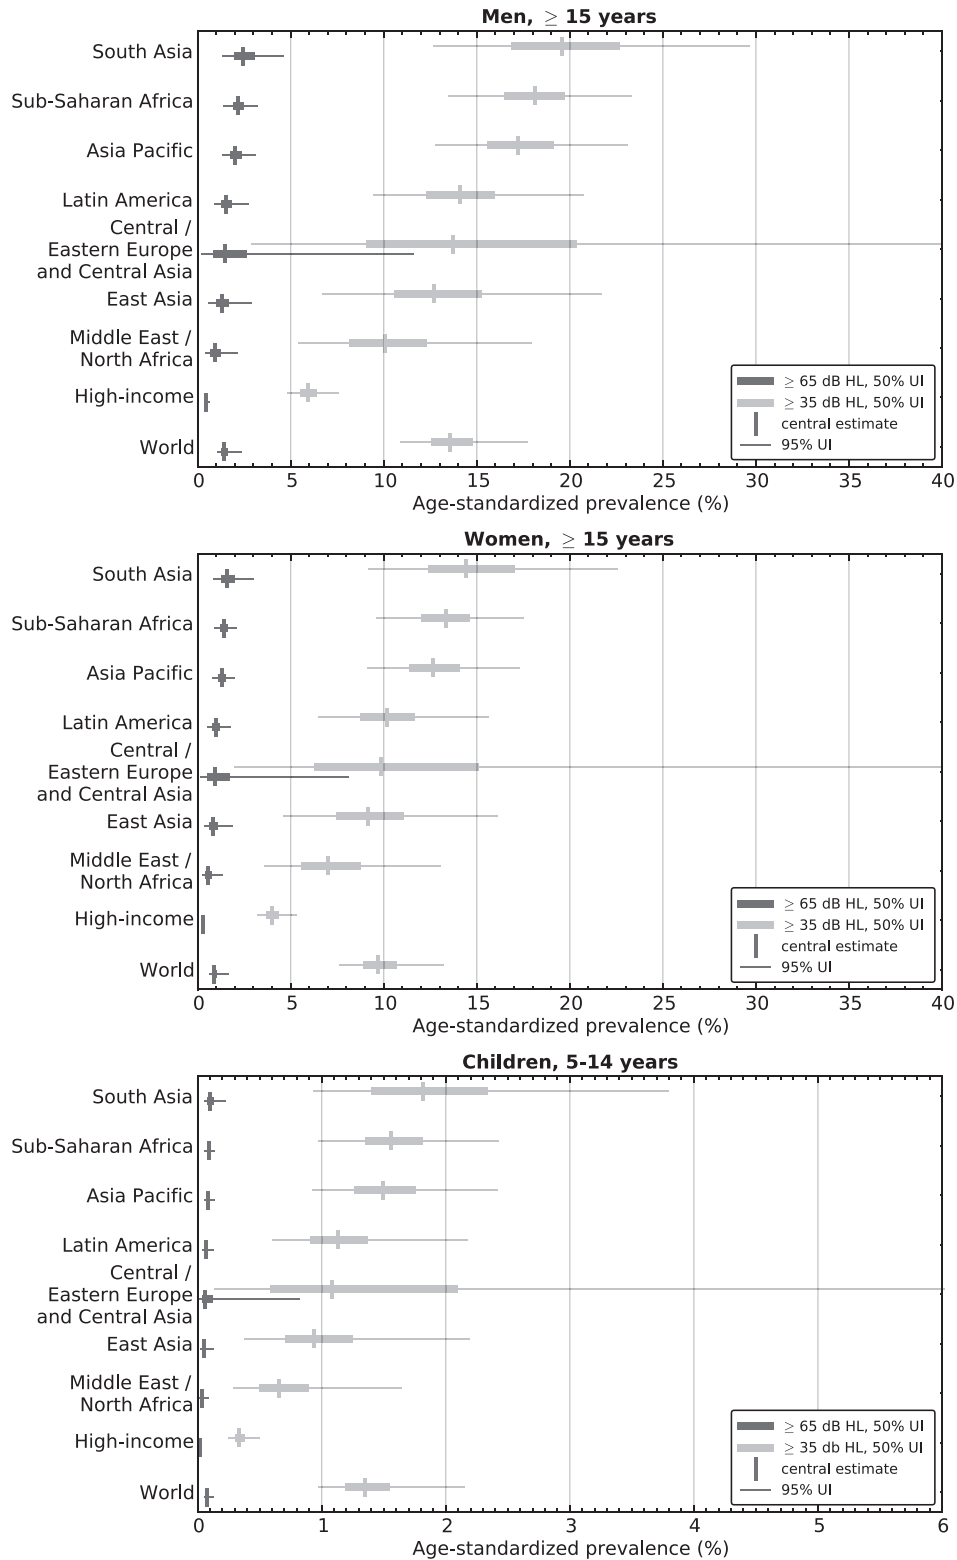 Men, ≥ 15 years
South Asia
Sub-Saharan Africa
Asia Pacific
Latin America
Central /
Eastern Europe
and Central Asia
East Asia
Middle East /
North Africa
High-income
World
≥ 65 dB HL, 50% UI
≥ 35 dB HL, 50% UI
central estimate
95% UI
0 5 10 15 20 25 30 35 40
Age-standardized prevalence (%)
Women, ≥ 15 years
South Asia
Sub-Saharan Africa
Asia Pacific
Latin America
Central /
Eastern Europe
and Central Asia
East Asia
Middle East /
North Africa
High-income
World
≥ 65 dB HL, 50% UI
≥ 35 dB HL, 50% UI
central estimate
95% UI
0 5 10 15 20 25 30 35 40
Age-standardized prevalence (%)
Children, 5-14 years
South Asia
Sub-Saharan Africa
Asia Pacific
Latin America
Central /
Eastern Europe
and Central Asia
East Asia
Middle East /
North Africa
High-income
World
≥ 65 dB HL, 50% UI
≥ 35 db HL, 50% UI
central estimate
95% UI
0 1 2 3 4 5 6
Age-standardized prevalence (%)